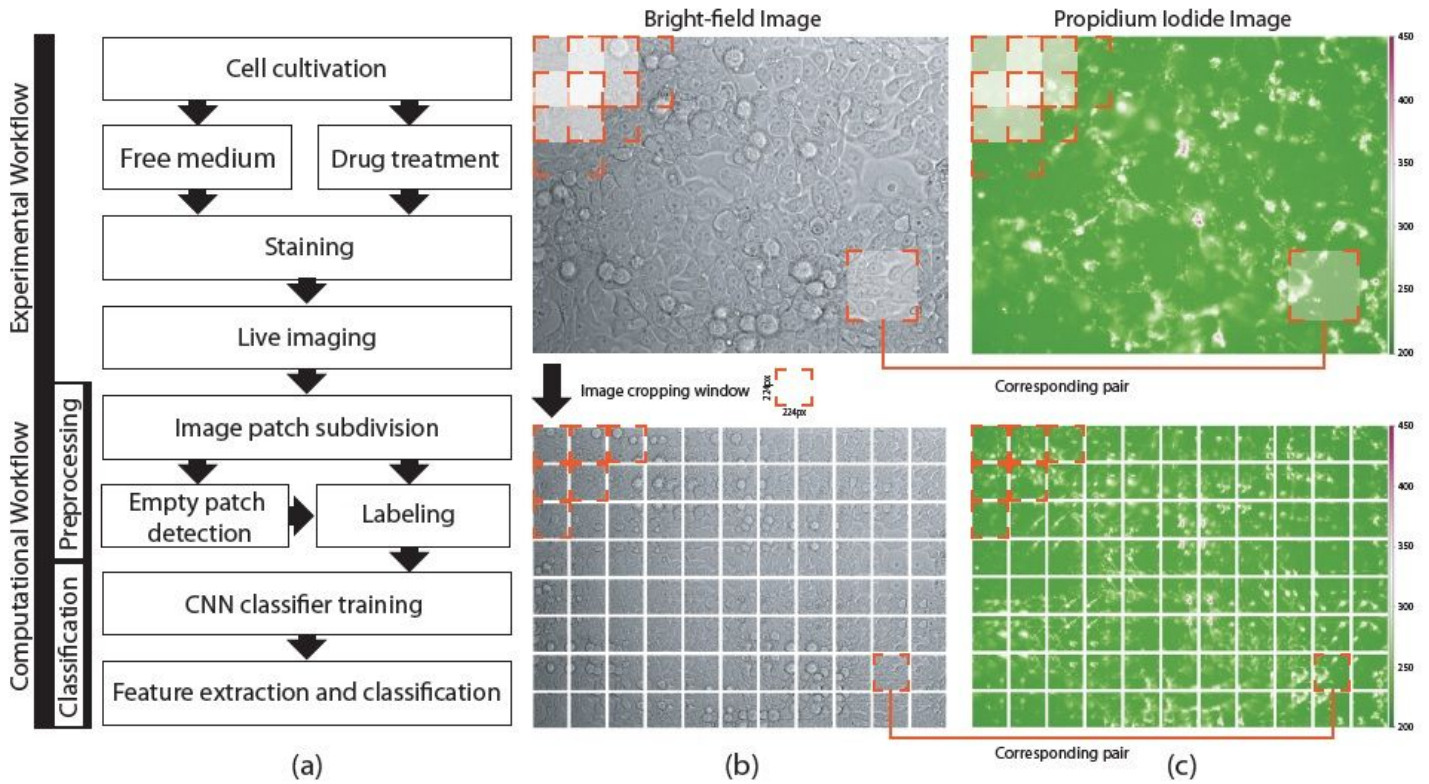 Bright-field Image
Propidium Iodide Image
Experimental Workflow
Computational Workflow
Preprocessing
Classification
Cell cultivation
Free medium
Drug treatment
Staining
Live imaging
Image patch subdivision
Empty patch
detection
Labeling
CNN classifier training
Feature extraction and classification
(a)
450
400
350
300
250
200
Corresponding pair
Image cropping window
224px
224px
450
400
350
300
250
200
Corresponding pair
(b)
(c)